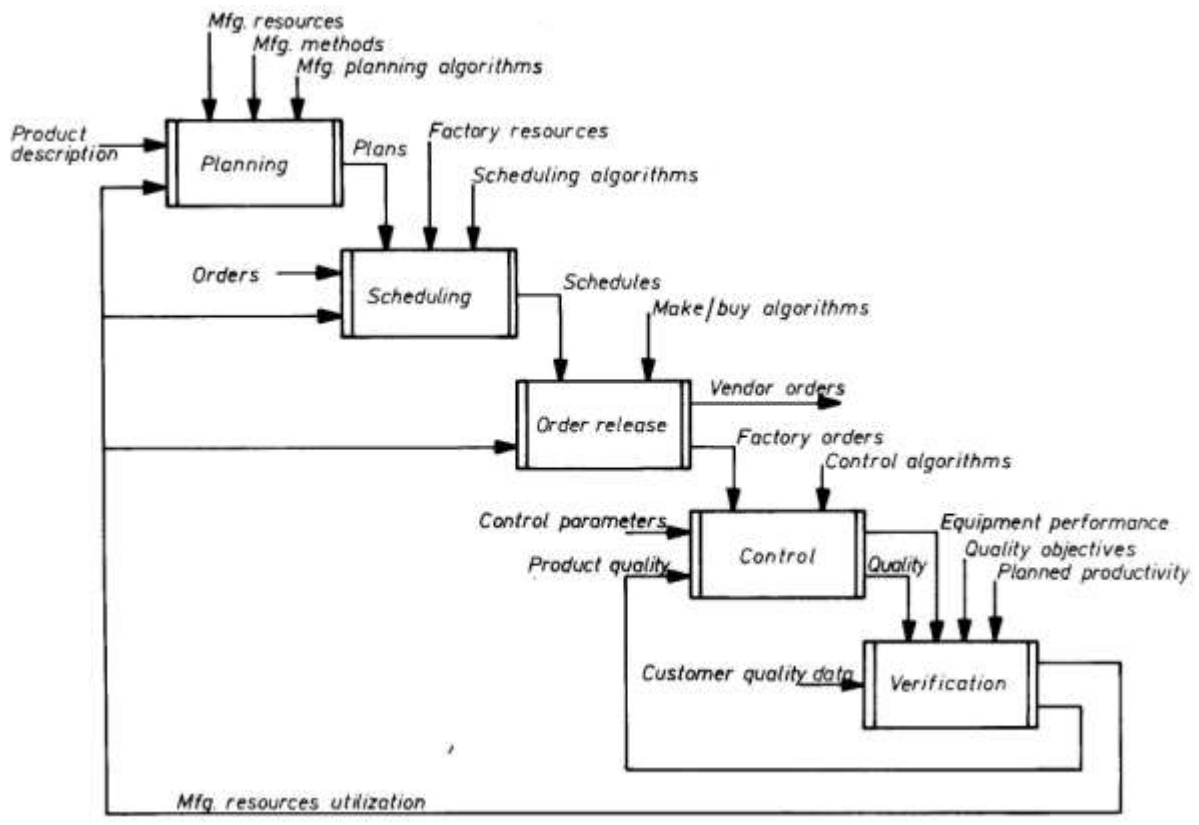 Mfg. resources
Mfg. methods
Mfg. planning algorithms
Product
description
Planning
Plans
Factory resources
Scheduling algorithms
Orders
Scheduling
Schedules
Make/buy algorithms
Order release
Vendor orders
Factory orders
Control algorithms
Control parameters
Product quality
Control
Quality
Equipment performance
Quality objectives
Planned productivity
Customer quality data
Verification
Mfg. resources utilization